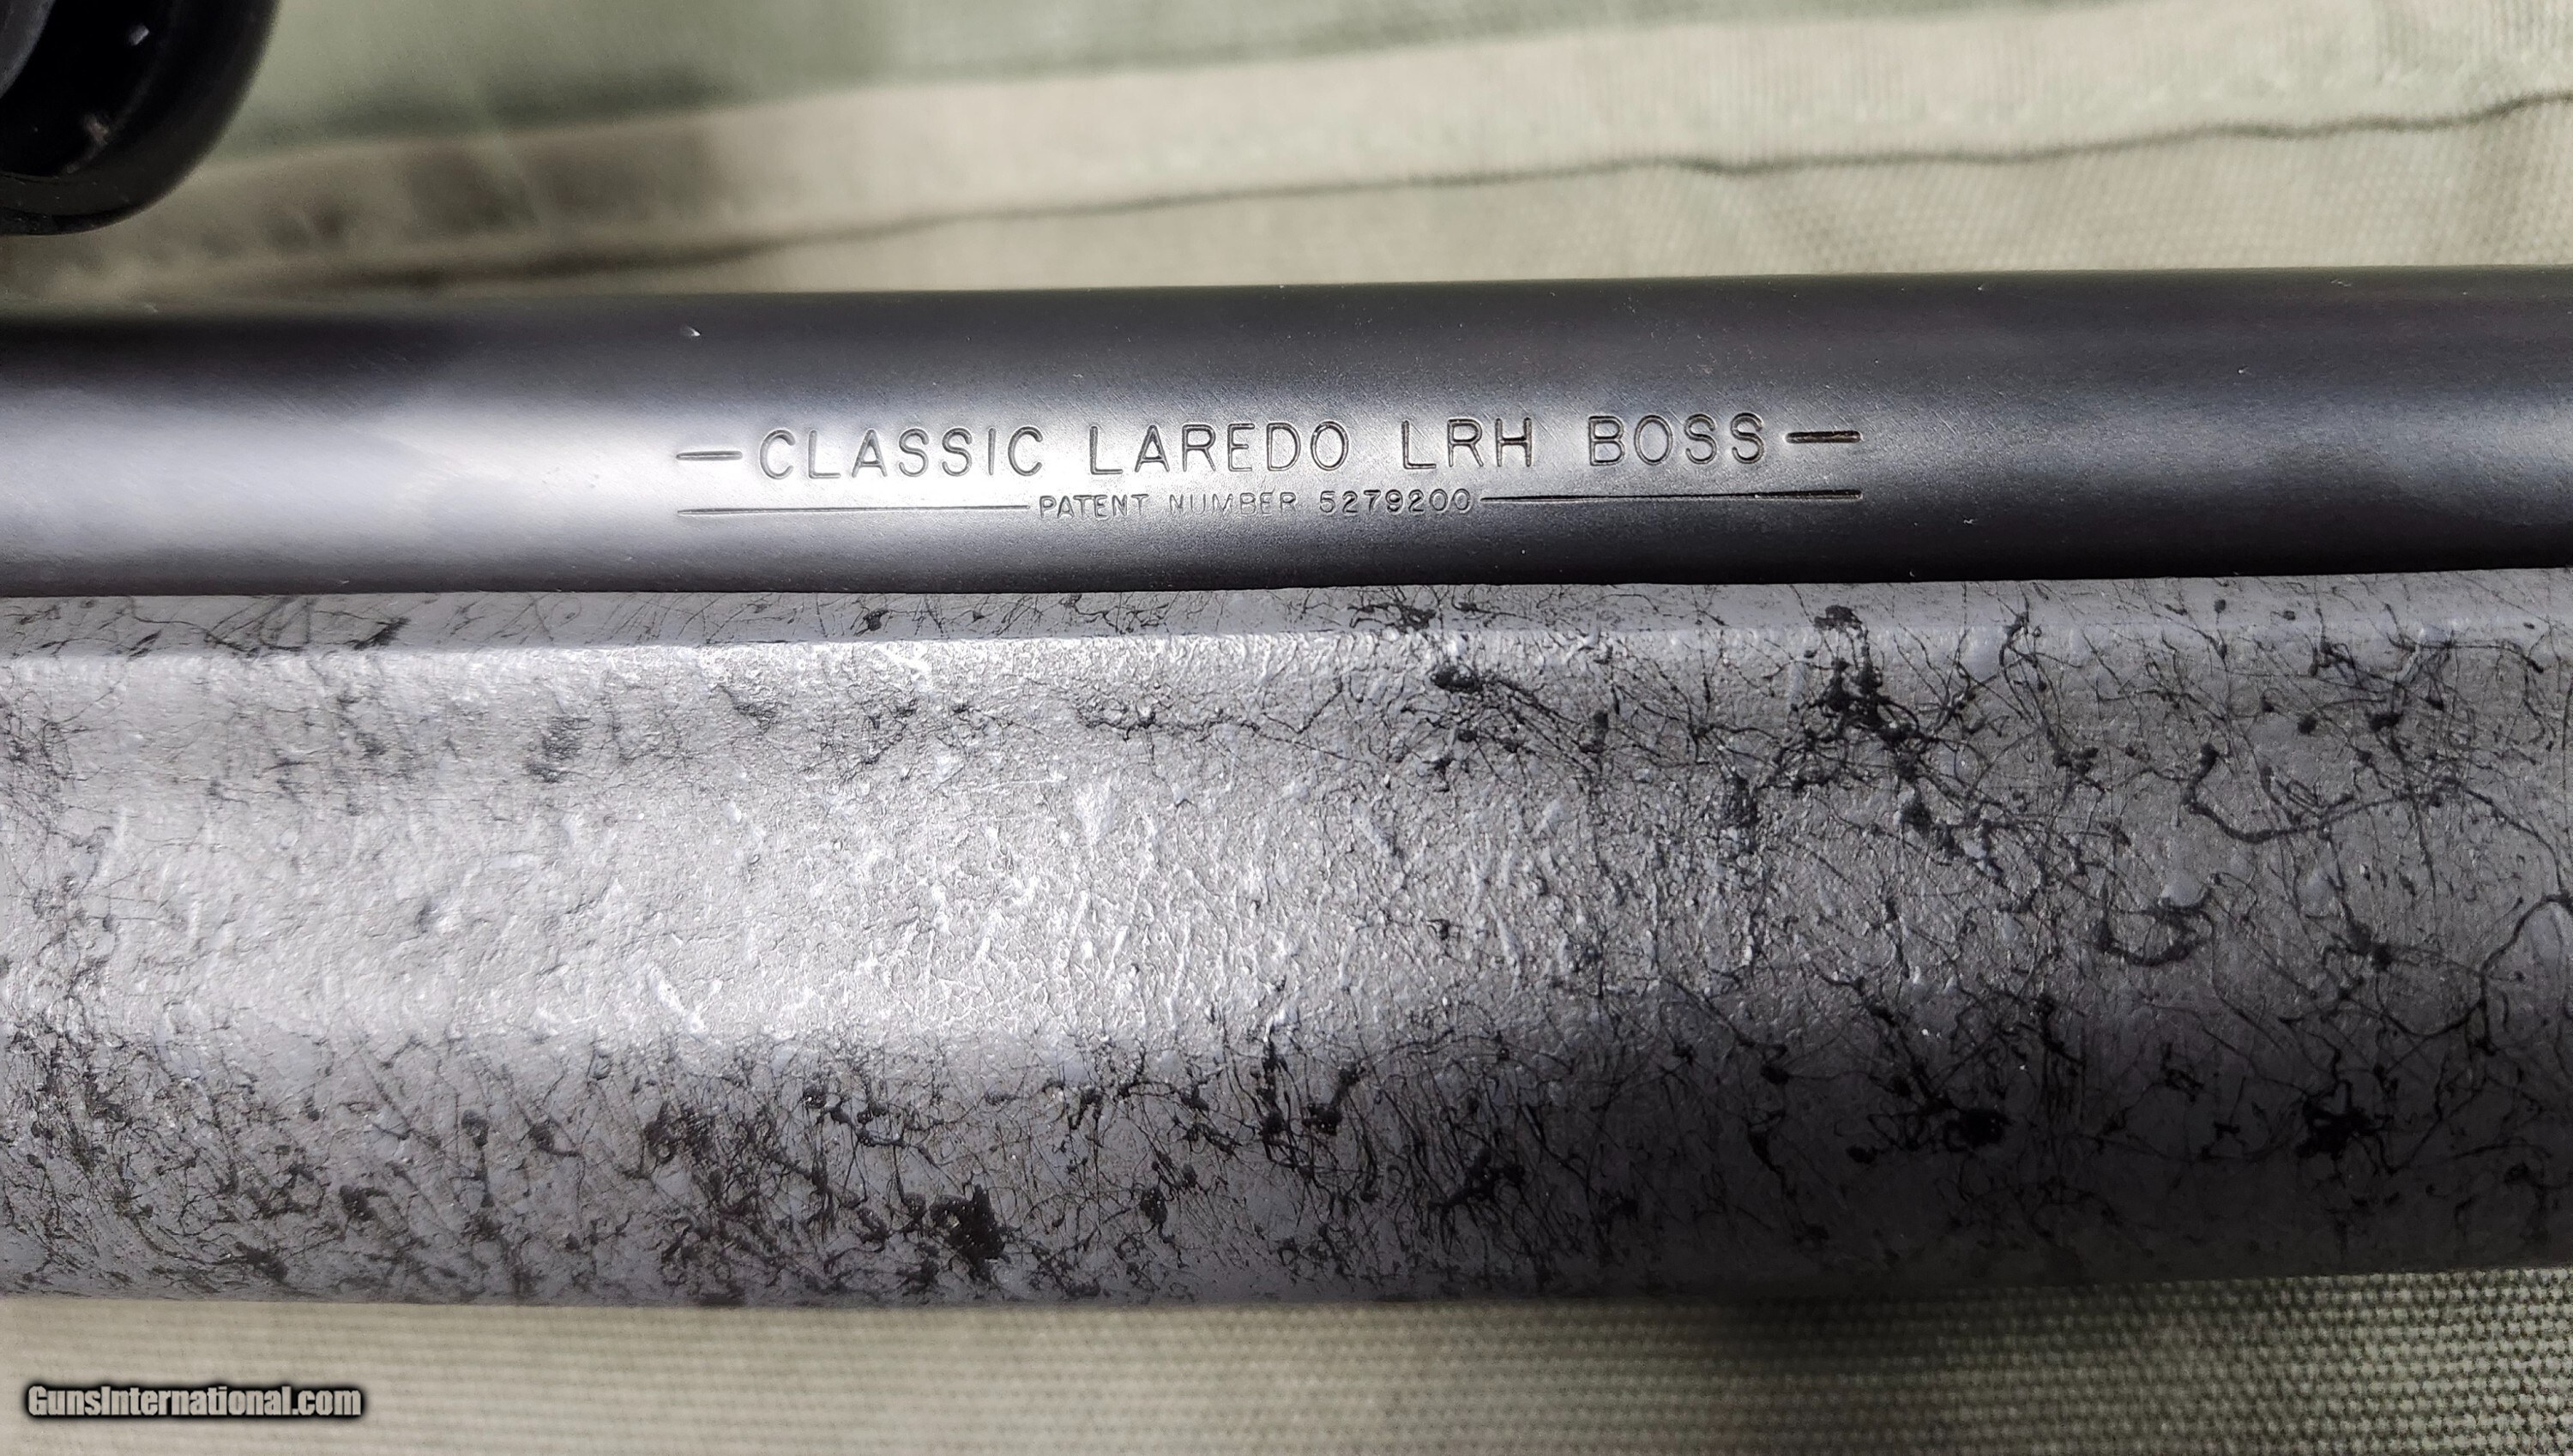 —CLASSIC LAREDO LRH BOSS—
PATENT NUMBER 5279200
GunsInternational.com